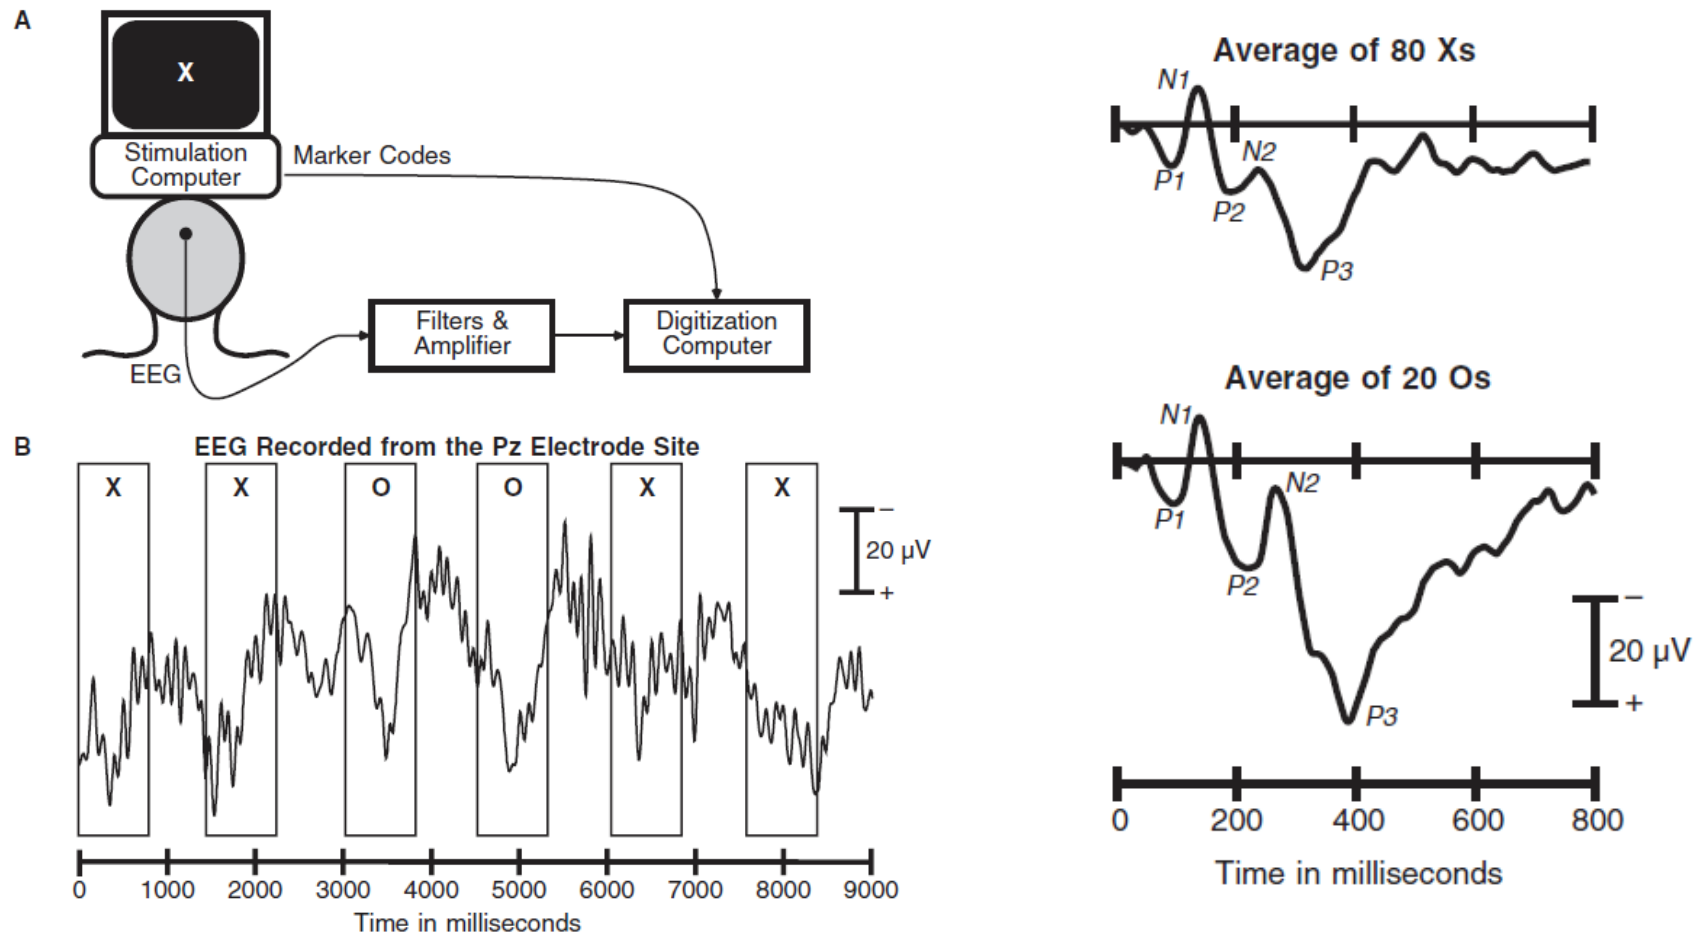 A
X
Stimulation
Computer
Marker Codes
EEG
Filters &
Amplifier
Digitization
Computer
B
EEG Recorded from the Pz Electrode Site
X X O O X X
−
20 μV
+
0 1000 2000 3000 4000 5000 6000 7000 8000 9000
Time in milliseconds
Average of 80 Xs
N1
N2
P1
P2
P3
Average of 20 Os
N1
N2
P1
P2
P3
−
20 μV
+
0 200 400 600 800
Time in milliseconds